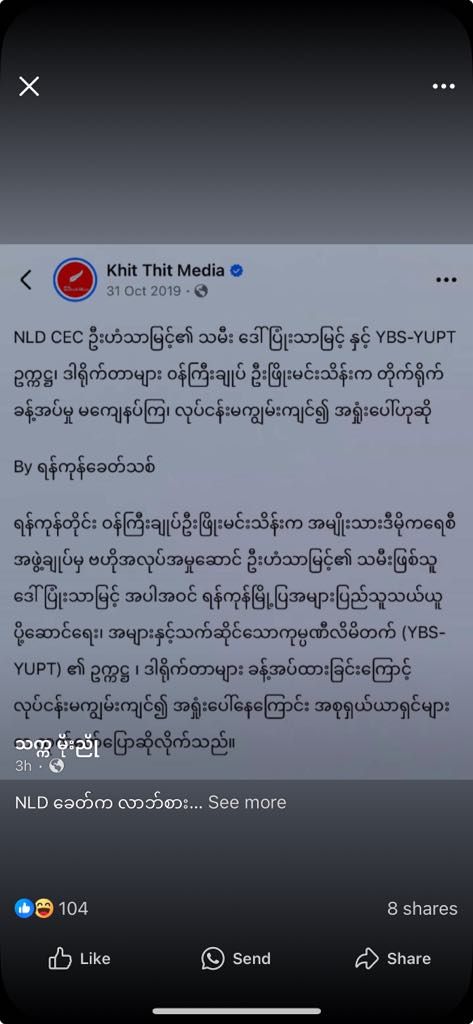 Khit Thit Media
31 Oct 2019 ·
NLD CEC ဦးဟံသာမြင့်၏ သမီး ဒေါ်ပြုံးသာမြင့် နှင့် YBS-YUPT
ဥက္ကဋ္ဌ၊ ဒါရိုက်တာများ ဝန်ကြီးချုပ် ဦးဖြိုးမင်းသိန်းက တိုက်ရိုက်
ခန့်အပ်မှု မကျေနပ်ကြ၊ လုပ်ငန်းမကျွမ်းကျင်၍ အရှုံးပေါ်ဟုဆို
By ရန်ကုန်ခေတ်သစ်
ရန်ကုန်တိုင်း ဝန်ကြီးချုပ်ဦးဖြိုးမင်းသိန်းက အမျိုးသားဒီမိုကရေစီ
အဖွဲ့ချုပ်မှ ဗဟိုအလုပ်အမှုဆောင် ဦးဟံသာမြင့်၏ သမီးဖြစ်သူ
ဒေါ်ပြုံးသာမြင့် အပါအဝင် ရန်ကုန်မြို့ပြအများပြည်သူသယ်ယူ
ပို့ဆောင်ရေး၊ အများနှင့်သက်ဆိုင်သောကုမ္ပဏီလိမိတက် (YBS-
YUPT) ၏ ဥက္ကဋ္ဌ ၊ ဒါရိုက်တာများ ခန့်အပ်ထားခြင်းကြောင့်
လုပ်ငန်းမကျွမ်းကျင်၍ အရှုံးပေါ်နေကြောင်း အစုရှယ်ယာရှင်များ
ပြောဆိုလိုက်သည်။
သက္က မိုးညို
3h ·
NLD ခေတ်က လာဘ်စား... See more
104
8 shares
Like
Send
Share